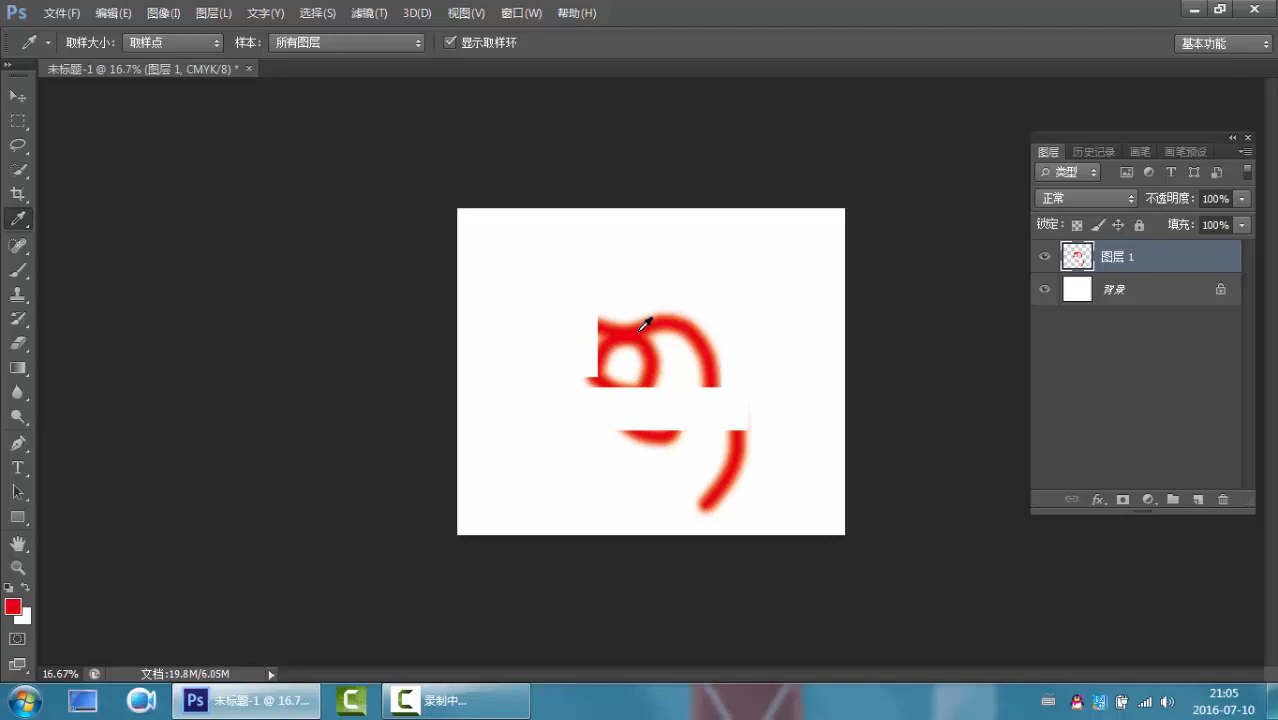 Ps 文件(F) 编辑(E) 图像(I) 图层(L) 文字(Y) 选择(S) 滤镜(T) 3D(D) 视图(V) 窗口(W) 帮助(H)
取样大小: 取样点 样本: 所有图层 显示取样环 基本功能
未标题-1 @ 16.7% (图层 1, CMYK/8) * ×
图层 历史记录 画笔 画笔预设
类型
正常 不透明度: 100%
锁定: 填充: 100%
图层 1
背景
fx
T
16.67% 文档:19.8M/6.05M
Ps 未标题-1 @ 16.7... 录制中...
21:05
2016-07-10